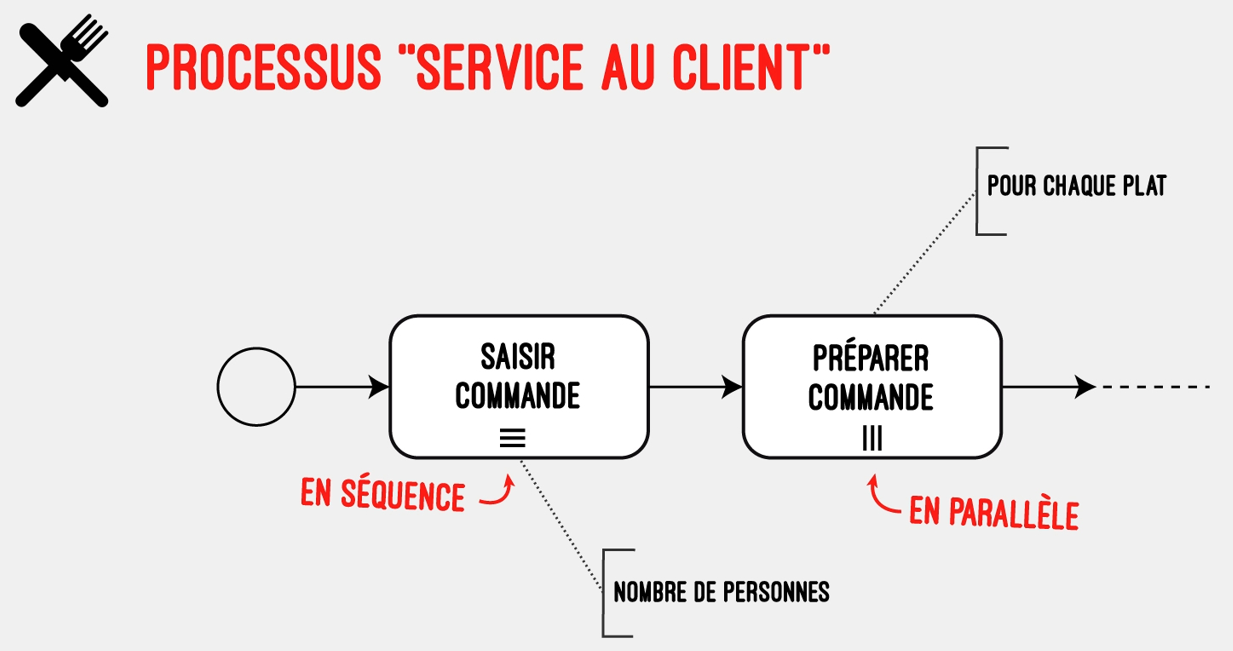 PROCESSUS "SERVICE AU CLIENT"
POUR CHAQUE PLAT
SAISIR
COMMANDE
PRÉPARER
COMMANDE
EN SÉQUENCE
EN PARALLÈLE
NOMBRE DE PERSONNES